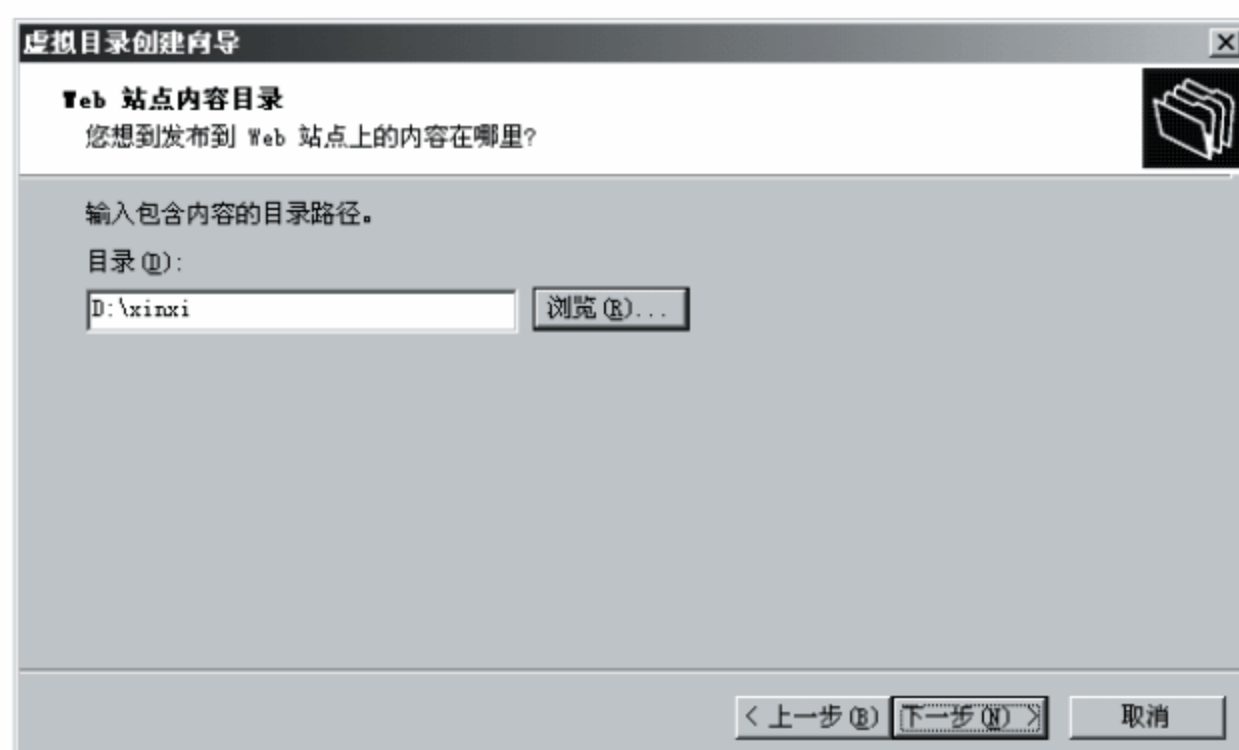 虚拟目录创建向导
Web 站点内容目录
您想到发布到 Web 站点上的内容在哪里?
输入包含内容的目录路径。
目录(D):
D:\xinxi 浏览(R)...
< 上一步(B) 下一步(N) > 取消